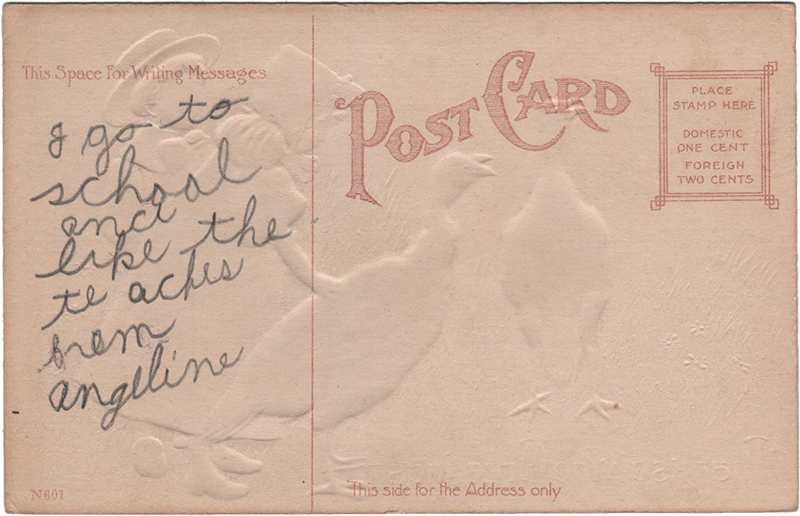 This Space For Writing Messages
I go to
school
and
like the
te aches
from
angeline
POST CARD
PLACE
STAMP HERE
DOMESTIC
ONE CENT
FOREIGN
TWO CENTS
N601
This side for the Address only